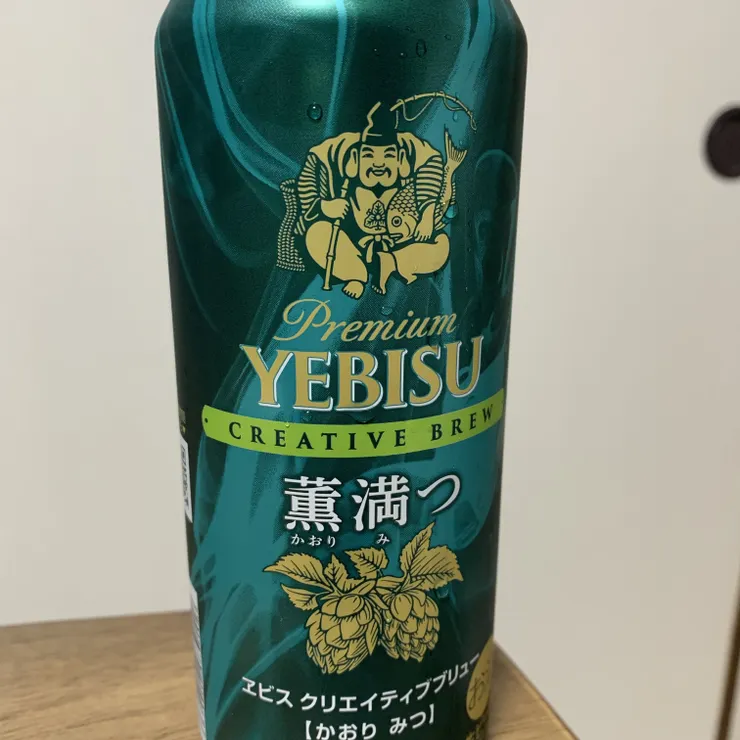 Premium
YEBISU
CREATIVE BREW
薫満つ
かおり み
ヱビス クリエイティブブリュー
【かおり みつ】
お